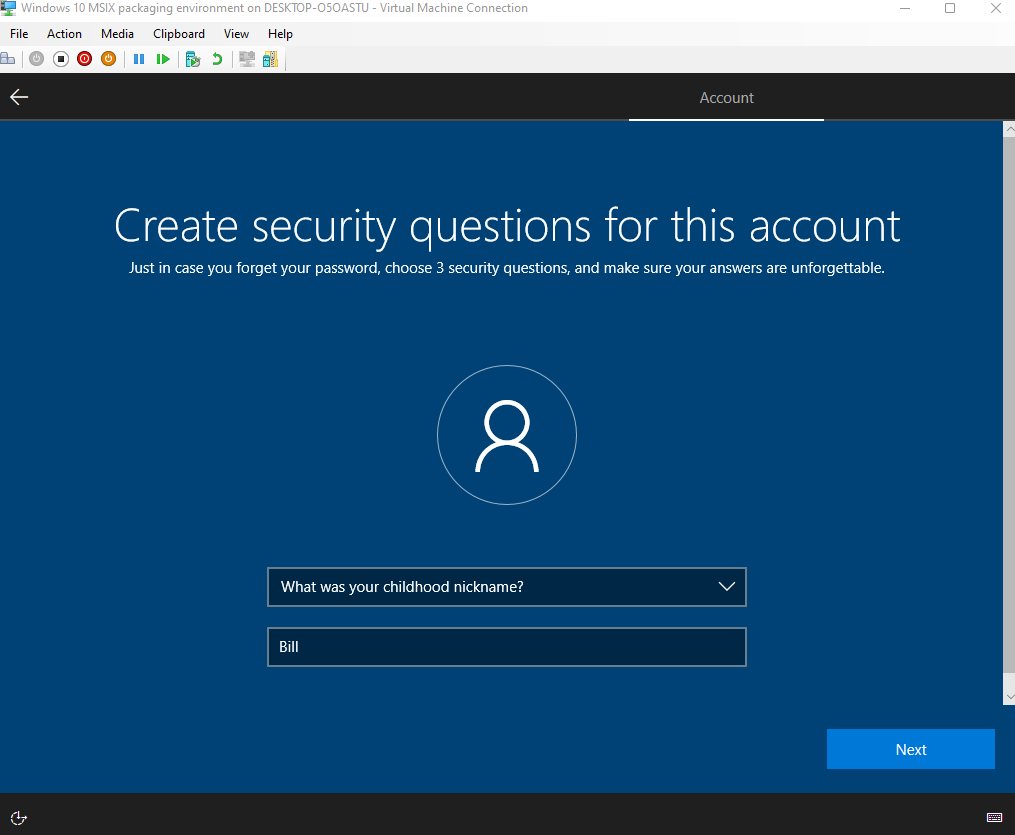 Windows 10 MSIX packaging environment on DESKTOP-O5OASTU - Virtual Machine Connection
File Action Media Clipboard View Help
Account
Create security questions for this account
Just in case you forget your password, choose 3 security questions, and make sure your answers are unforgettable.
What was your childhood nickname?
Bill
Next